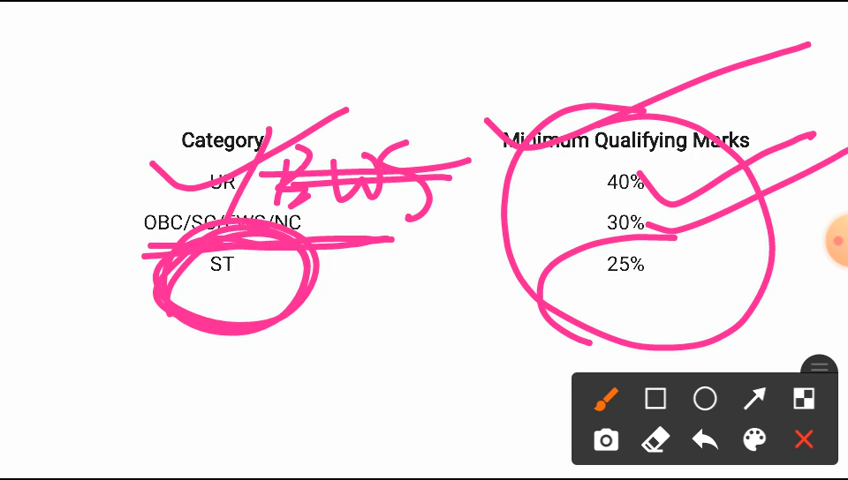 Category Minimum Qualifying Marks
UR / EWS 40%
OBC/SC/EWS/NC 30%
ST 25%